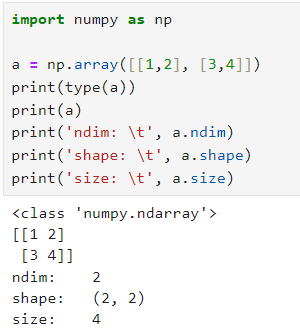 import numpy as np
a = np.array([[1,2], [3,4]])
print(type(a))
print(a)
print('ndim: \t', a.ndim)
print('shape: \t', a.shape)
print('size: \t', a.size)
<class 'numpy.ndarray'>
[[1 2]
 [3 4]]
ndim:    2
shape:   (2, 2)
size:    4